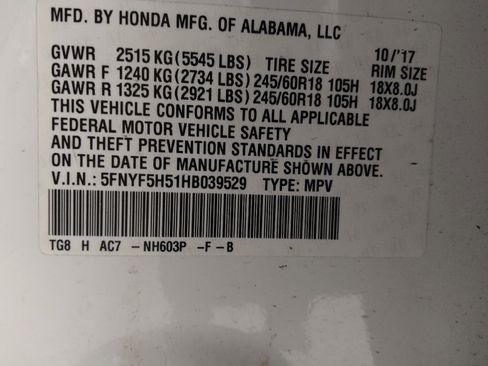 MFD. BY HONDA MFG. OF ALABAMA, LLC
GVWR 2515 KG(5545 LBS) TIRE SIZE 10/'17 RIM SIZE
GAWR F 1240 KG(2734 LBS)245/60R18 105H 18X8.0J
GAWR R 1325 KG(2921 LBS)245/60R18 105H 18X8.0J
THIS VEHICLE CONFORMS TO ALL APPLICABLE
FEDERAL MOTOR VEHICLE SAFETY
AND THEFT PREVENTION STANDARDS IN EFFECT
ON THE DATE OF MANUFACTURE SHOWN ABOVE.
V.I.N.: 5FNYF5H51HB039529 TYPE: MPV
TG8 H AC7 -NH603P -F-B